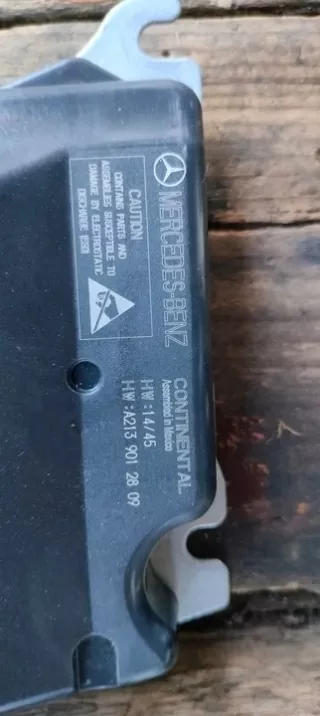 MERCEDES-BENZ
CAUTION
CONTAINS PARTS AND
ASSEMBLIES SUSCEPTIBLE TO
DAMAGE BY ELECTROSTATIC
DISCHARGE (ESD)
CONTINENTAL
Assembled in Mexico
HW:14/45
HW:A213 901 28 09